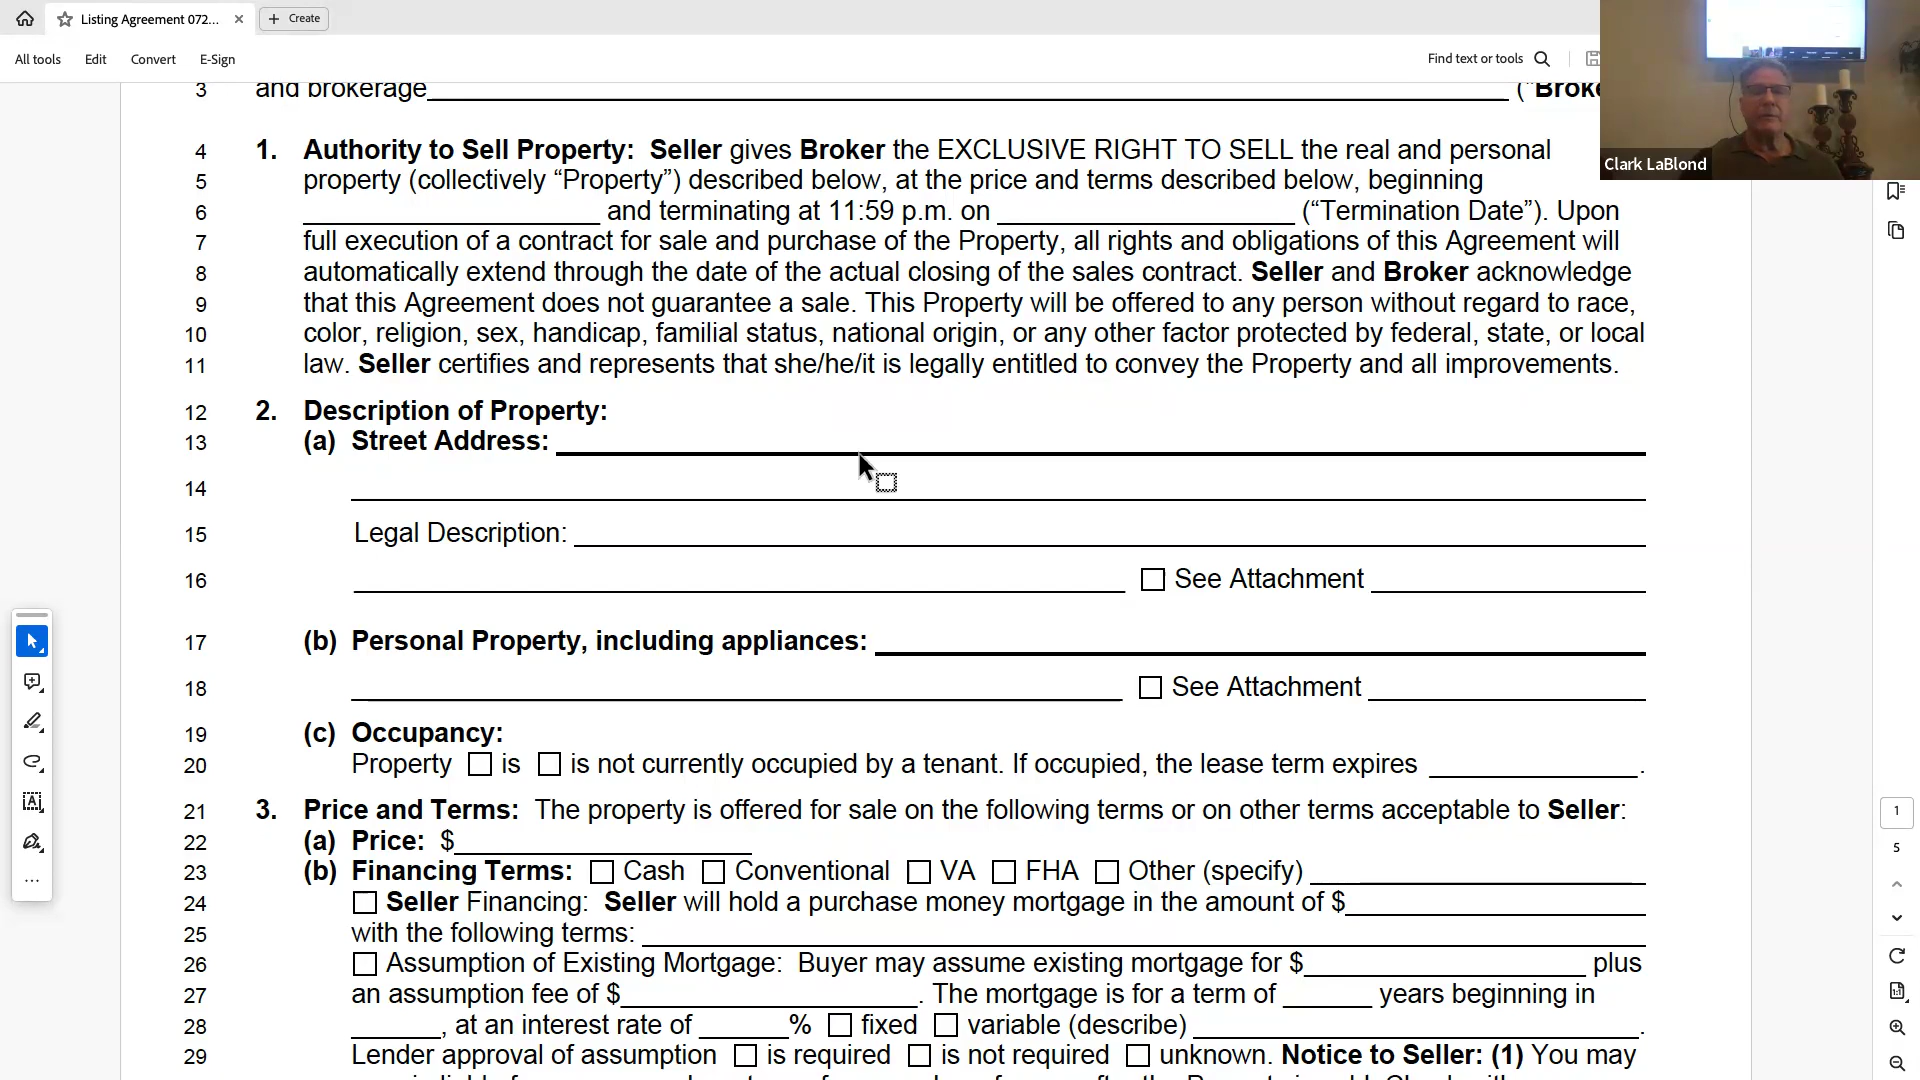 Listing Agreement 072...
Create
All tools Edit Convert E-Sign
Find text or tools
Clark LaBlond
3 and brokerage ("Broke
4 1. Authority to Sell Property: Seller gives Broker the EXCLUSIVE RIGHT TO SELL the real and personal
5 property (collectively “Property”) described below, at the price and terms described below, beginning
6 ____________________ and terminating at 11:59 p.m. on ____________________ (“Termination Date”). Upon
7 full execution of a contract for sale and purchase of the Property, all rights and obligations of this Agreement will
8 automatically extend through the date of the actual closing of the sales contract. Seller and Broker acknowledge
9 that this Agreement does not guarantee a sale. This Property will be offered to any person without regard to race,
10 color, religion, sex, handicap, familial status, national origin, or any other factor protected by federal, state, or local
11 law. Seller certifies and represents that she/he/it is legally entitled to convey the Property and all improvements.
12 2. Description of Property:
13 (a) Street Address:
14
15 Legal Description:
16 ☐ See Attachment
17 (b) Personal Property, including appliances:
18 ☐ See Attachment
19 (c) Occupancy:
20 Property ☐ is ☐ is not currently occupied by a tenant. If occupied, the lease term expires ______________.
21 3. Price and Terms: The property is offered for sale on the following terms or on other terms acceptable to Seller:
22 (a) Price: $____________________
23 (b) Financing Terms: ☐ Cash ☐ Conventional ☐ VA ☐ FHA ☐ Other (specify) ____________________
24 ☐ Seller Financing: Seller will hold a purchase money mortgage in the amount of $____________________
25 with the following terms:
26 ☐ Assumption of Existing Mortgage: Buyer may assume existing mortgage for $____________________ plus
27 an assumption fee of $____________________. The mortgage is for a term of ______ years beginning in
28 ______, at an interest rate of ______% ☐ fixed ☐ variable (describe) ____________________.
29 Lender approval of assumption ☐ is required ☐ is not required ☐ unknown. Notice to Seller: (1) You may
1
5